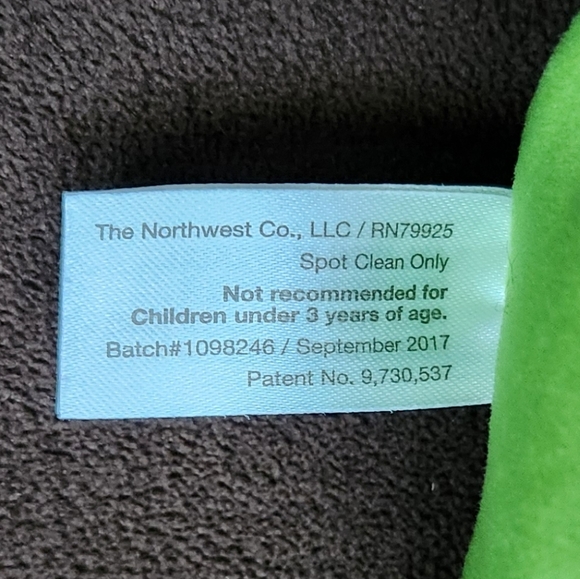 The Northwest Co., LLC / RN79925
Spot Clean Only
Not recommended for
Children under 3 years of age.
Batch#1098246 / September 2017
Patent No. 9,730,537